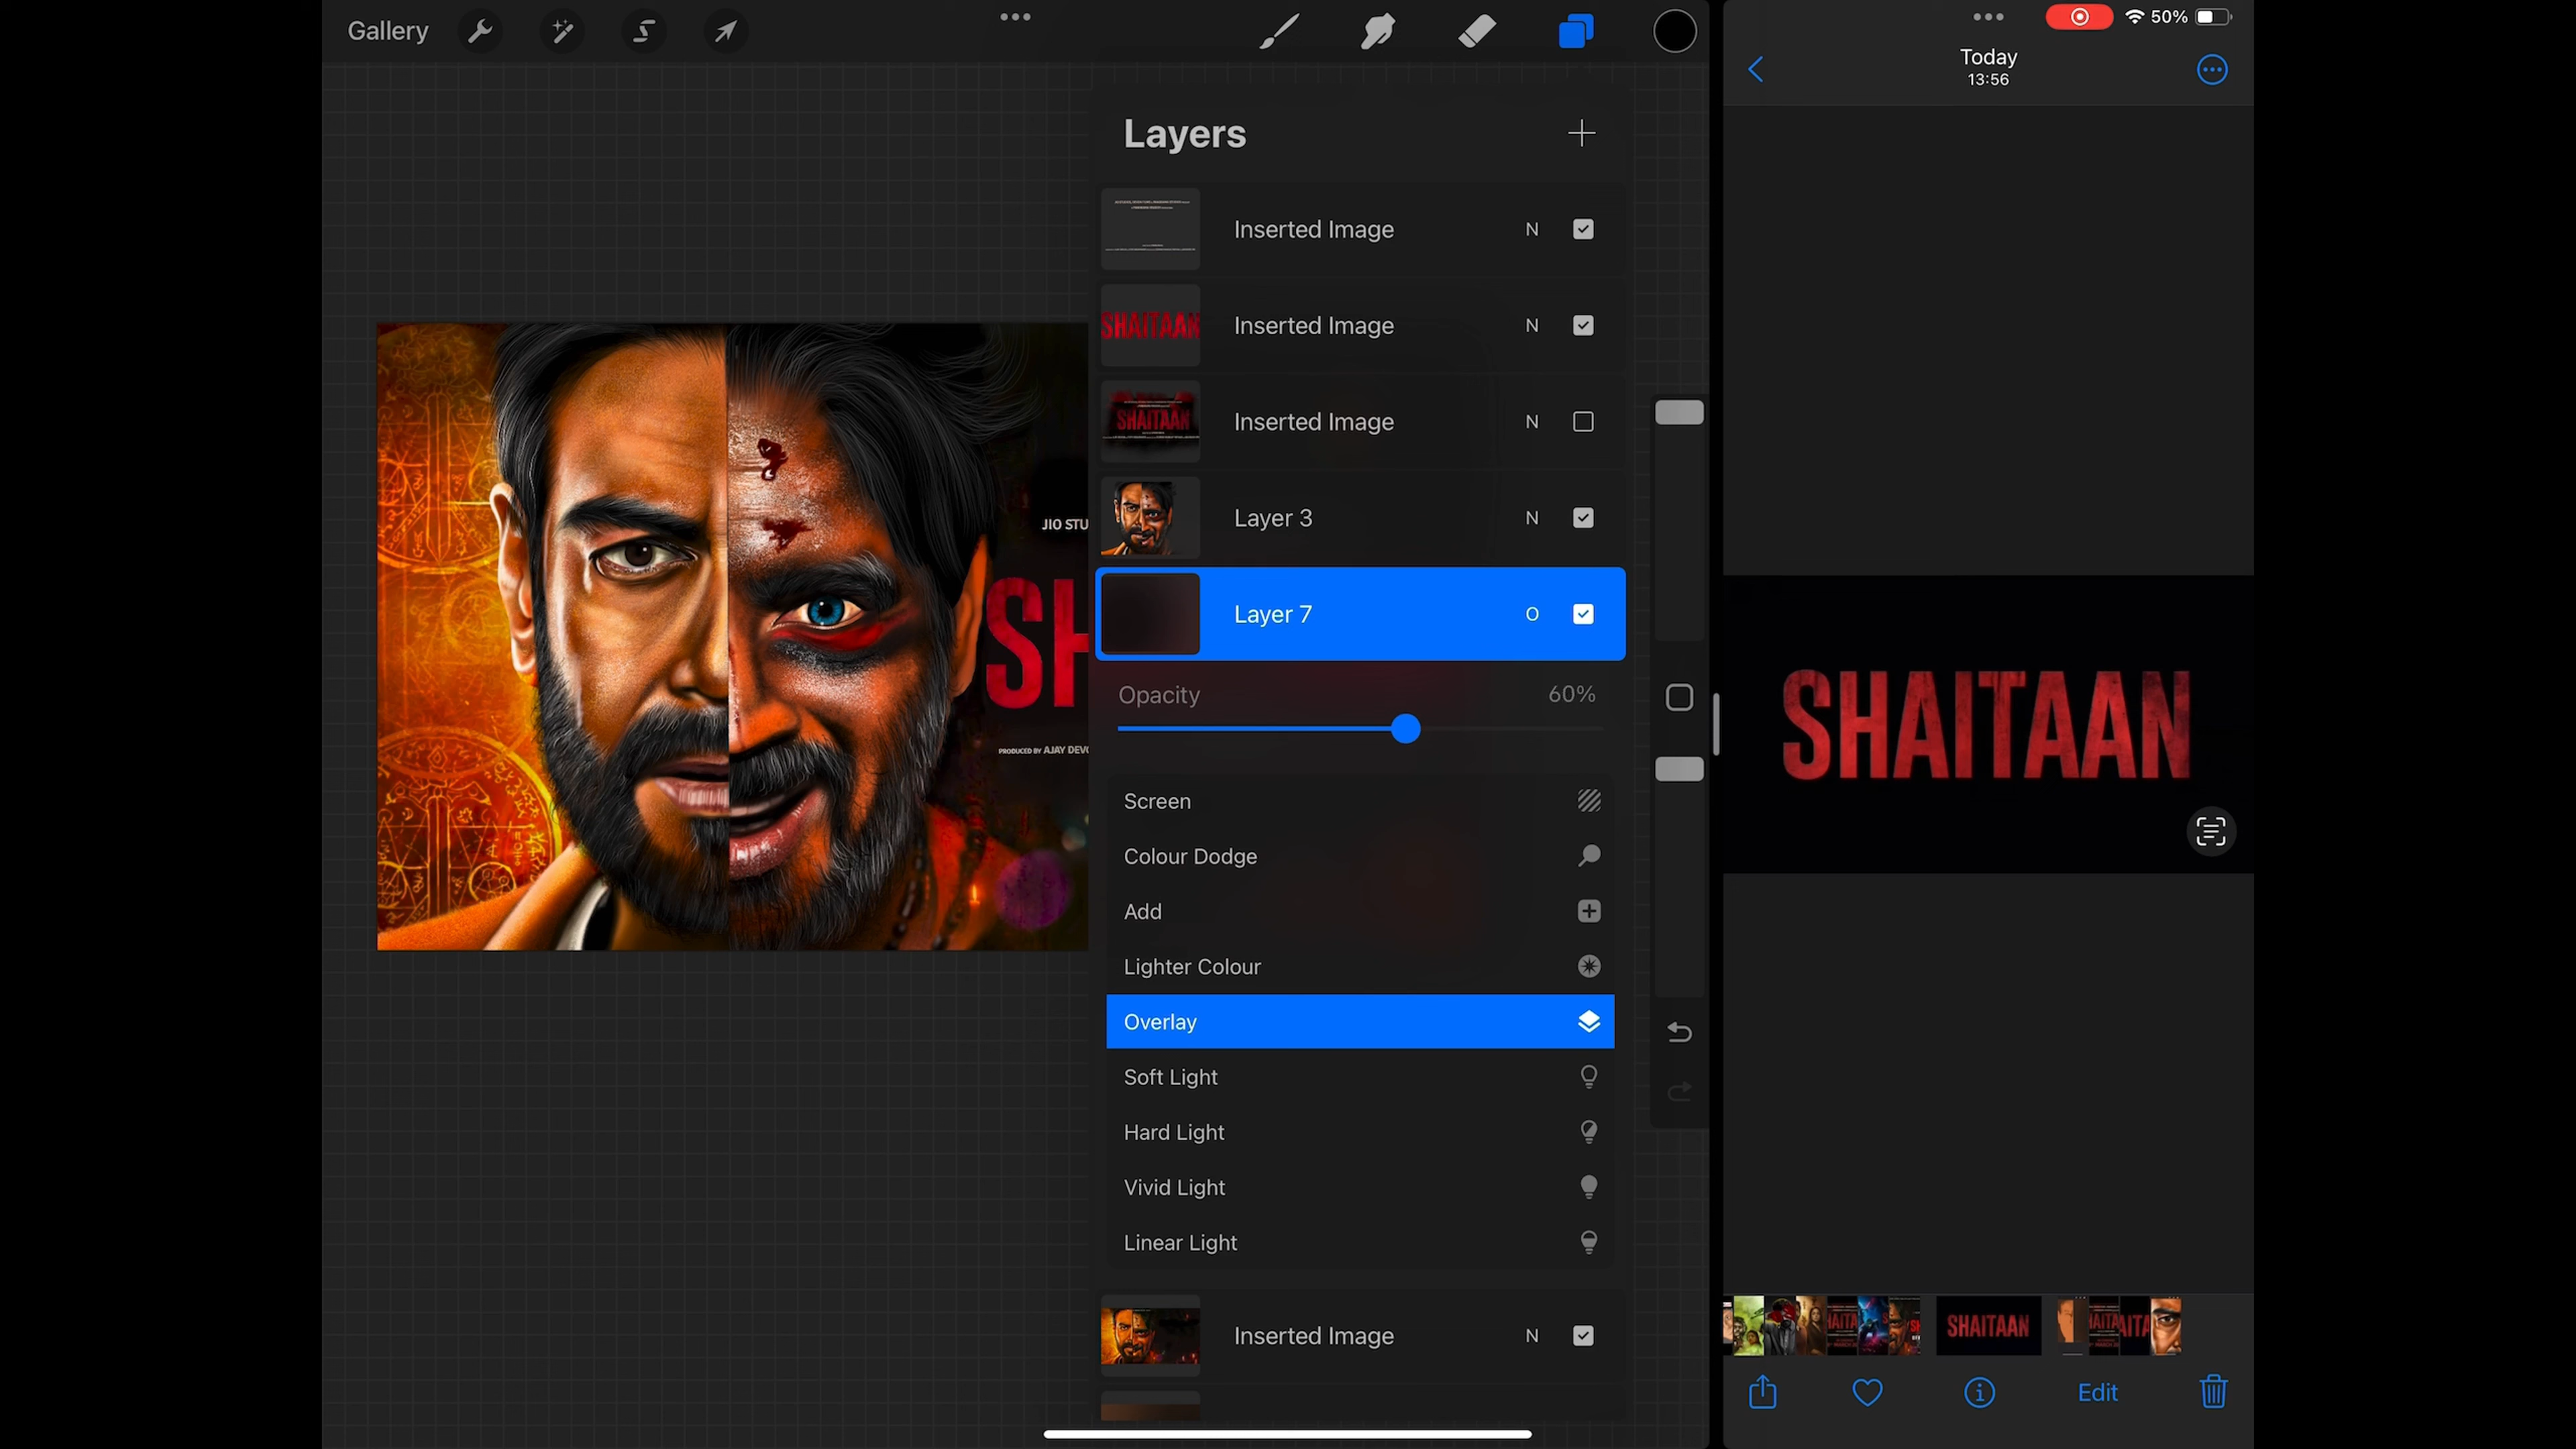 Gallery
50%
Today
13:56
Layers
Inserted Image N
SHAITAAN
Inserted Image N
SHAITAAN
Inserted Image N
Layer 3 N
Layer 7 O
Opacity 60%
Screen
Colour Dodge
Add
Lighter Colour
Overlay
Soft Light
Hard Light
Vivid Light
Linear Light
Inserted Image N
JIO STU
SH
PRODUCED BY AJAY DEVG
SHAITAAN
SHAITAAN
Edit